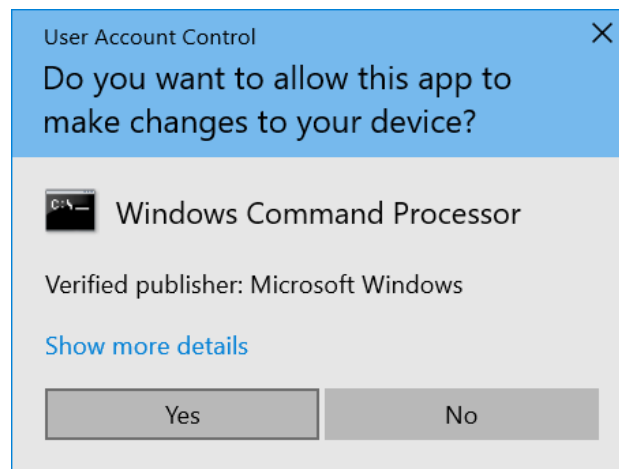 User Account Control
Do you want to allow this app to
make changes to your device?
C:\_
Windows Command Processor
Verified publisher: Microsoft Windows
Show more details
Yes
No